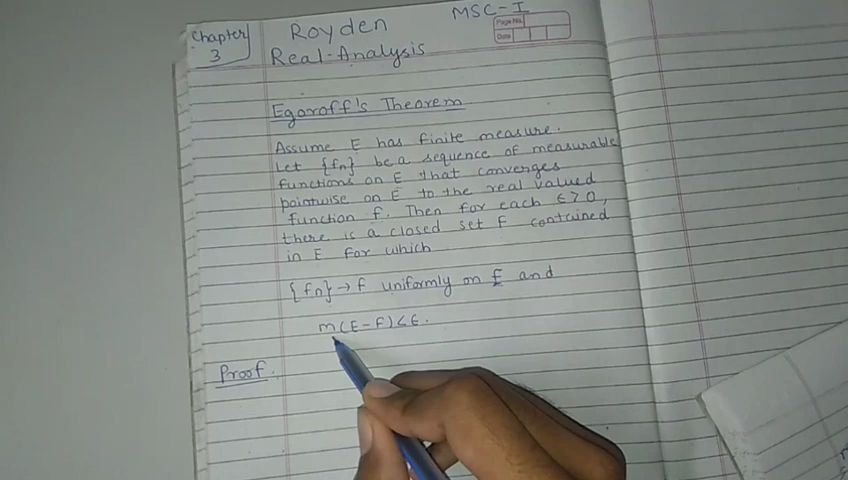 Chapter
3
Royden
MSC-I
Page No.
Date
Real-Analysis
Egoroff's Theorem
Assume E has finite measure.
Let {fn} be a sequence of measurable
functions on E that converges
pointwise on E to the real valued
function f. Then for each ε>0,
there is a closed set F contained
in E for which
{fn} → f uniformly on F and
m(E-F)<ε.
Proof.